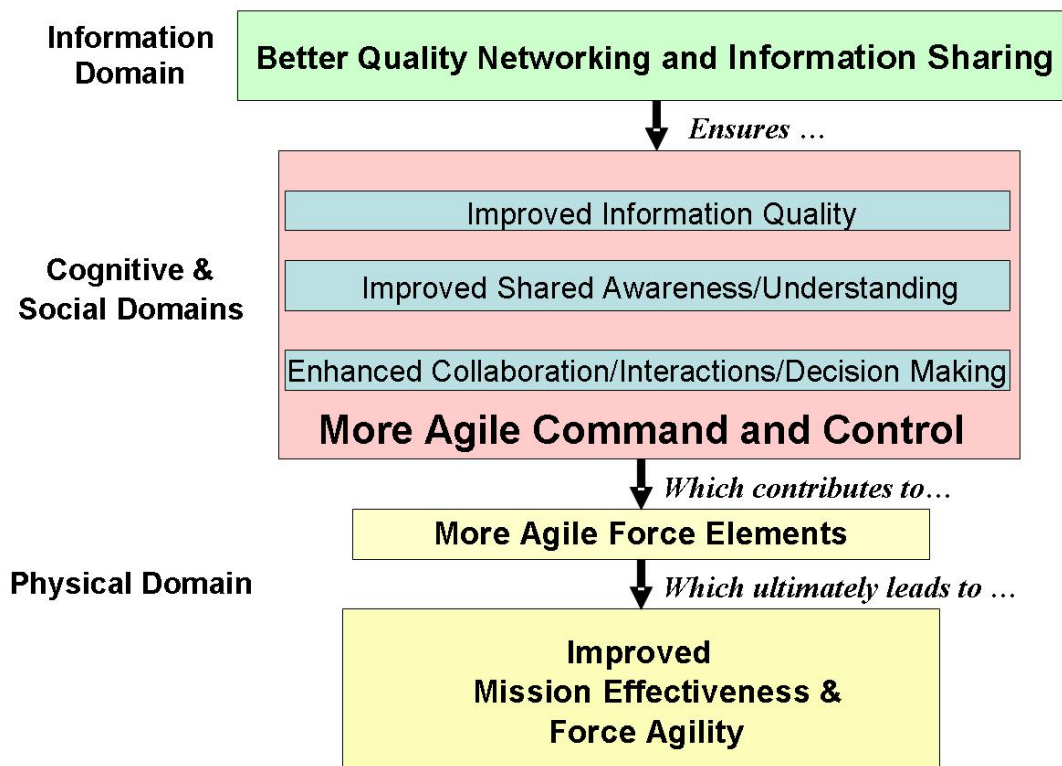 Information
Domain
Better Quality Networking and Information Sharing
Ensures …
Improved Information Quality
Cognitive &
Social Domains
Improved Shared Awareness/Understanding
Enhanced Collaboration/Interactions/Decision Making
More Agile Command and Control
Which contributes to…
More Agile Force Elements
Physical Domain
Which ultimately leads to …
Improved
Mission Effectiveness &
Force Agility